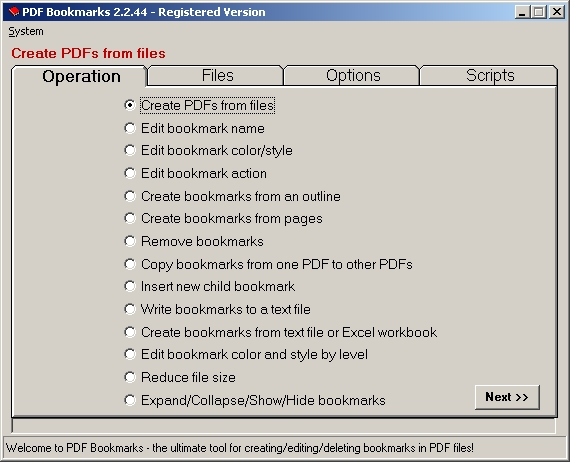 PDF Bookmarks 2.2.44 - Registered Version
System
Create PDFs from files
Operation Files Options Scripts
Create PDFs from files
Edit bookmark name
Edit bookmark color/style
Edit bookmark action
Create bookmarks from an outline
Create bookmarks from pages
Remove bookmarks
Copy bookmarks from one PDF to other PDFs
Insert new child bookmark
Write bookmarks to a text file
Create bookmarks from text file or Excel workbook
Edit bookmark color and style by level
Reduce file size
Expand/Collapse/Show/Hide bookmarks
Next >>
Welcome to PDF Bookmarks - the ultimate tool for creating/editing/deleting bookmarks in PDF files!